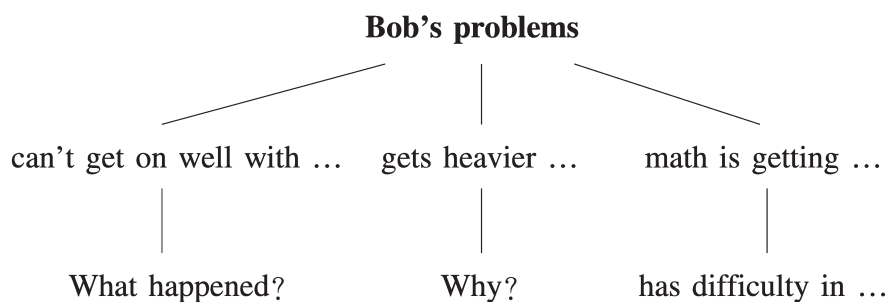 Bob's problems
can't get on well with … gets heavier … math is getting …
What happened? Why? has difficulty in …